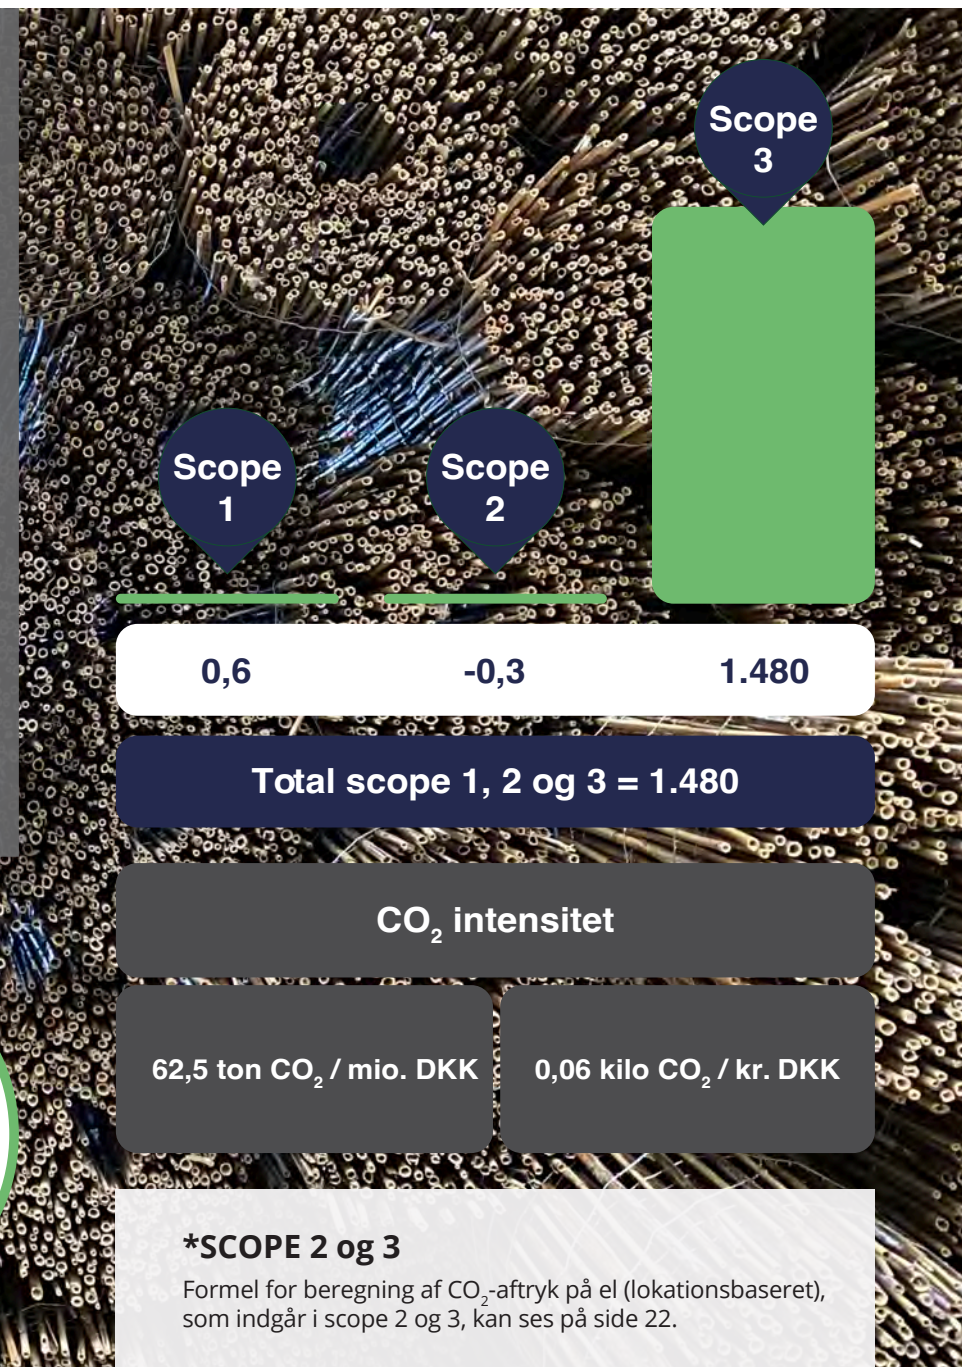 Scope
3
Scope
1
Scope
2
0,6 -0,3 1.480
Total scope 1, 2 og 3 = 1.480
CO₂ intensitet
62,5 ton CO₂ / mio. DKK
0,06 kilo CO₂ / kr. DKK
*SCOPE 2 og 3
Formel for beregning af CO₂-aftryk på el (lokationsbaseret),
som indgår i scope 2 og 3, kan ses på side 22.